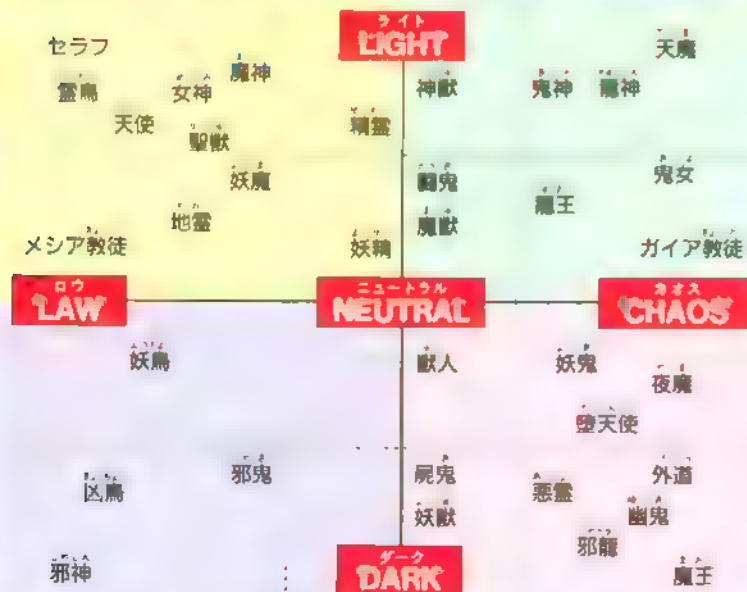 ライト
LIGHT
セラフ
魔神
天魔
霊鳥
女神
神獣
鬼神
龍神
天使
聖獣
精霊
妖魔
闘鬼
鬼女
地霊
龍王
魔獣
メシア教徒
妖精
ガイア教徒
ロウ
LAW
ニュートラル
NEUTRAL
カオス
CHAOS
妖鳥
獣人
妖鬼
夜魔
堕天使
凶鳥
邪鬼
屍鬼
悪霊
外道
妖獣
幽鬼
邪龍
邪神
ダーク
DARK
魔王